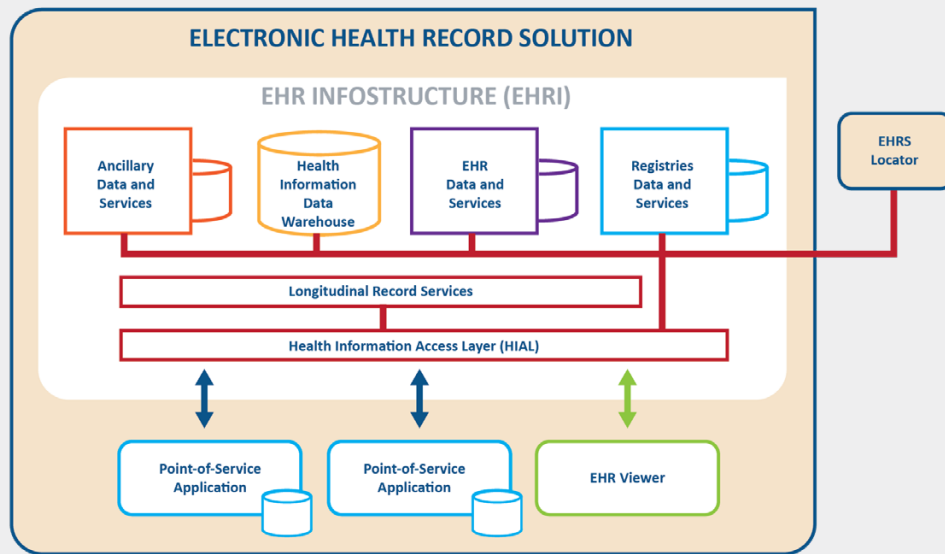 ELECTRONIC HEALTH RECORD SOLUTION
EHR INFOSTRUCTURE (EHRI)
Ancillary
Data and
Services
Health
Information
Data
Warehouse
EHR
Data and
Services
Registries
Data and
Services
EHRS
Locator
Longitudinal Record Services
Health Information Access Layer (HIAL)
Point-of-Service
Application
Point-of-Service
Application
EHR Viewer